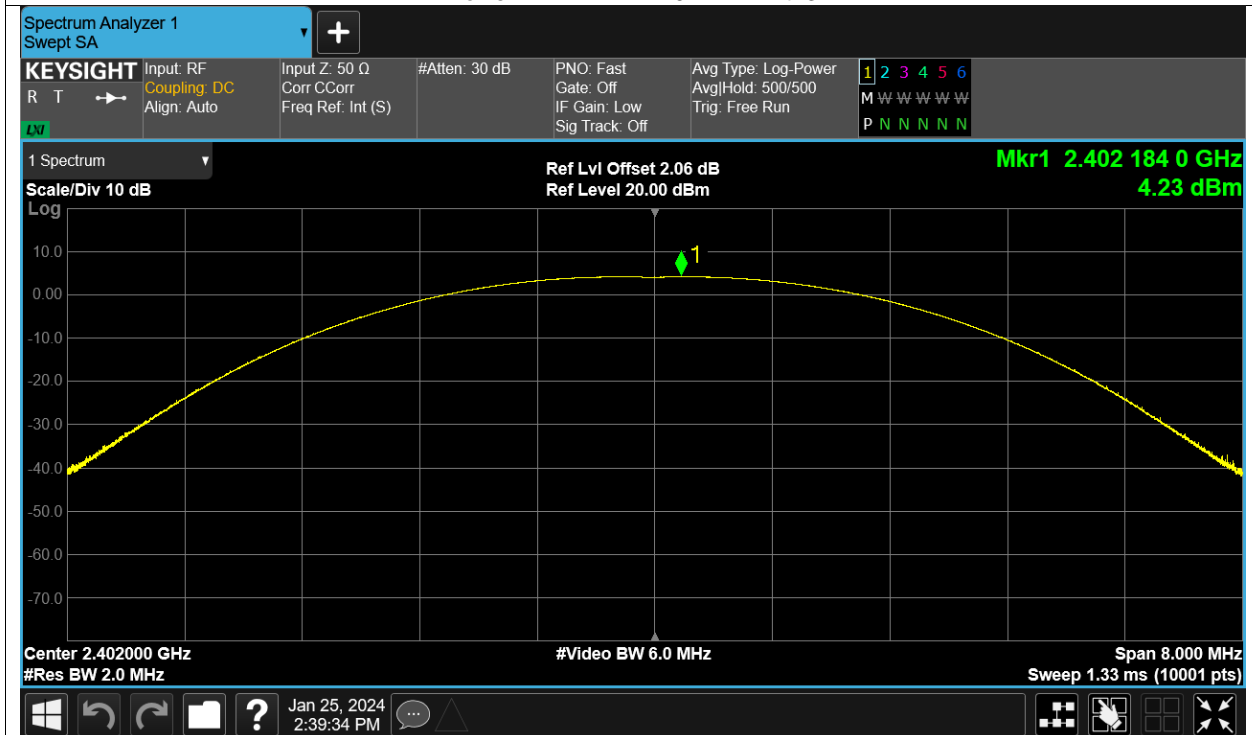 Spectrum Analyzer 1
Swept SA
KEYSIGHT
R T
LXI
Input: RF
Coupling: DC
Align: Auto
Input Z: 50 Ω
Corr CCorr
Freq Ref: Int (S)
#Atten: 30 dB
PNO: Fast
Gate: Off
IF Gain: Low
Sig Track: Off
Avg Type: Log-Power
Avg|Hold: 500/500
Trig: Free Run
1 2 3 4 5 6
M W W W W W
P N N N N N
1 Spectrum
Scale/Div 10 dB
Log
Ref Lvl Offset 2.06 dB
Ref Level 20.00 dBm
Mkr1 2.402 184 0 GHz
4.23 dBm
10.0
1
0.00
-10.0
-20.0
-30.0
-40.0
-50.0
-60.0
-70.0
Center 2.402000 GHz
#Video BW 6.0 MHz
Span 8.000 MHz
#Res BW 2.0 MHz
Sweep 1.33 ms (10001 pts)
?
Jan 25, 2024
2:39:34 PM